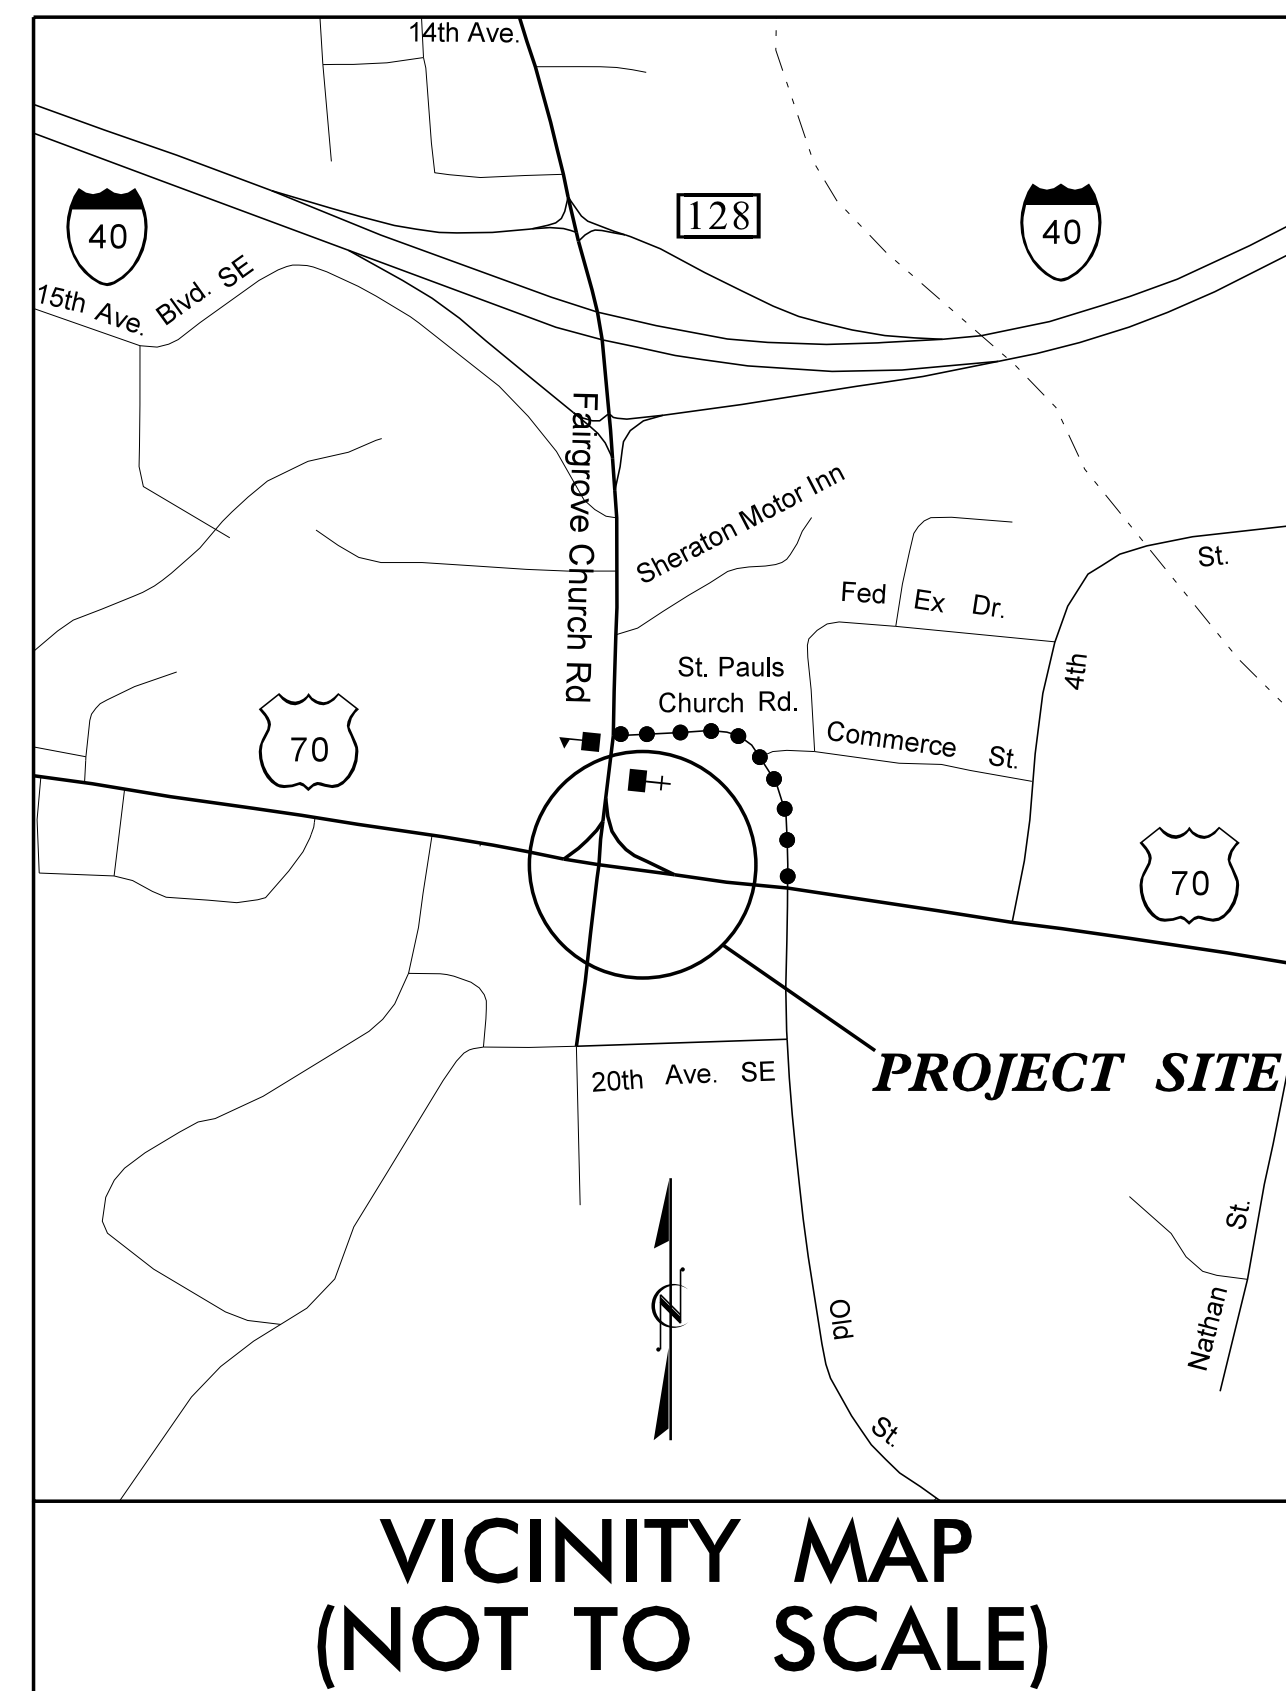 14th Ave.
40
128
40
15th Ave. Blvd. SE
Fairgrove Church Rd
Sheraton Motor Inn
St.
Fed Ex Dr.
4th
St. Pauls
Church Rd.
Commerce St.
70
70
PROJECT SITE
20th Ave. SE
St.
Nathan
N
Old
St.
VICINITY MAP
(NOT TO SCALE)